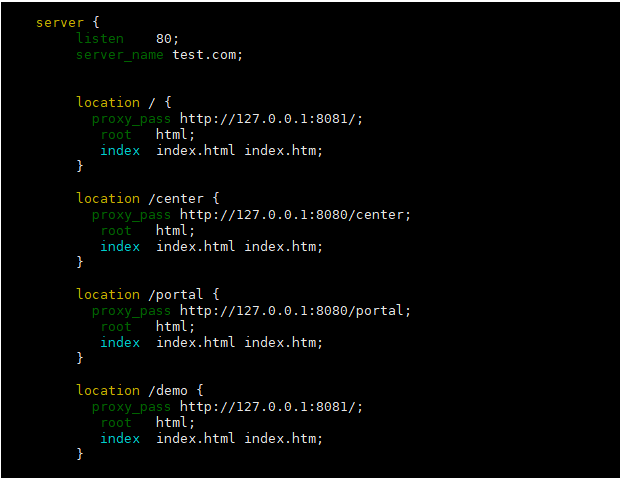 server {
listen 80;
server_name test.com;
location / {
proxy_pass http://127.0.0.1:8081/;
root html;
index index.html index.htm;
}
location /center {
proxy_pass http://127.0.0.1:8080/center;
root html;
index index.html index.htm;
}
location /portal {
proxy_pass http://127.0.0.1:8080/portal;
root html;
index index.html index.htm;
}
location /demo {
proxy_pass http://127.0.0.1:8081/;
root html;
index index.html index.htm;
}